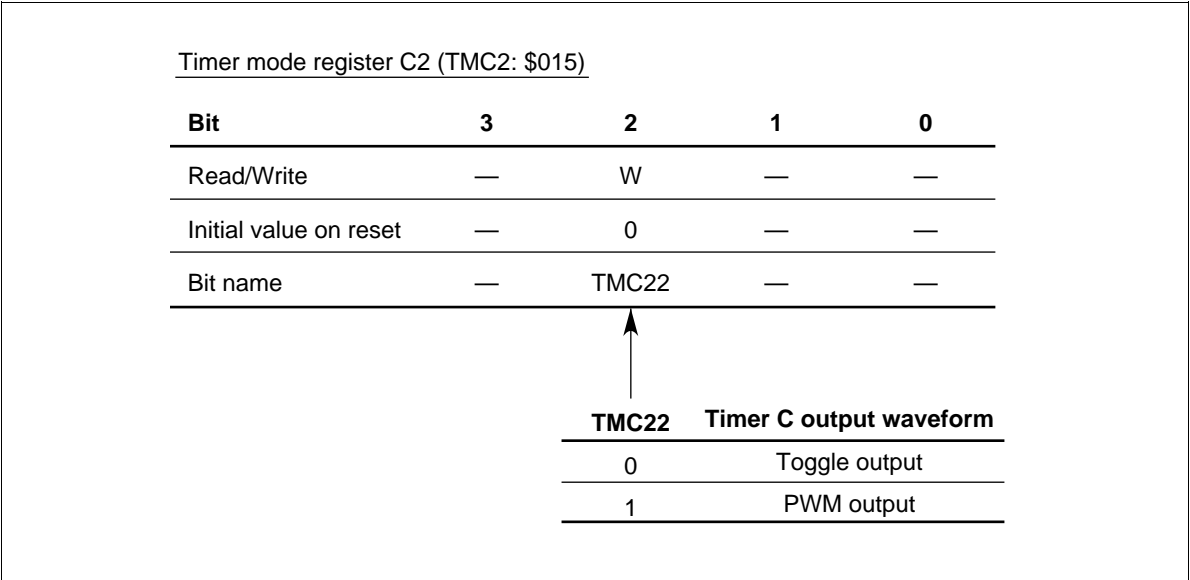 Timer mode register C2 (TMC2: $015)
Bit 3 2 1 0
Read/Write — W — —
Initial value on reset — 0 — —
Bit name — TMC22 — —
TMC22 Timer C output waveform
0 Toggle output
1 PWM output